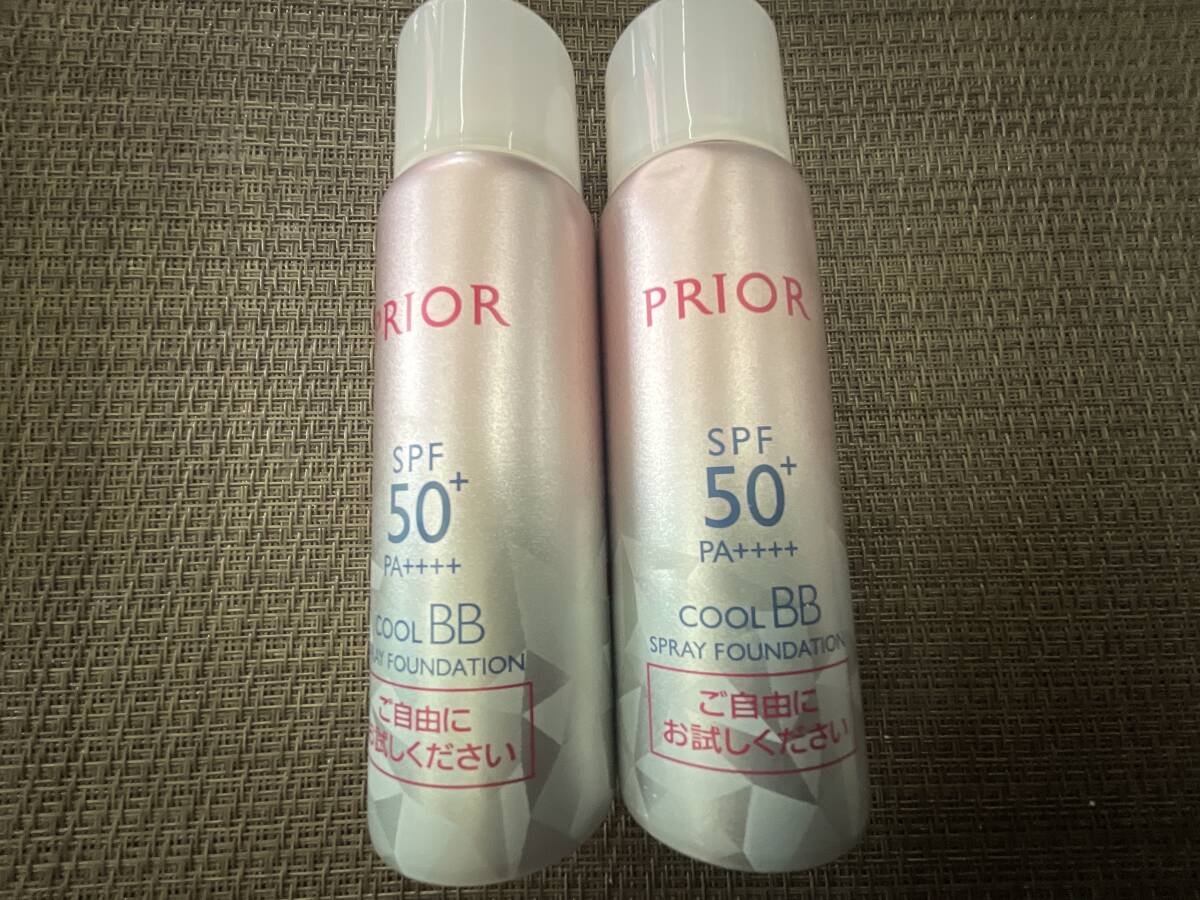 PRIOR
SPF
50+
PA++++
COOL BB
FOUNDATION
ご自由に
お試しください
PRIOR
SPF
50+
PA++++
COOL BB
SPRAY FOUNDATION
ご自由に
お試しください